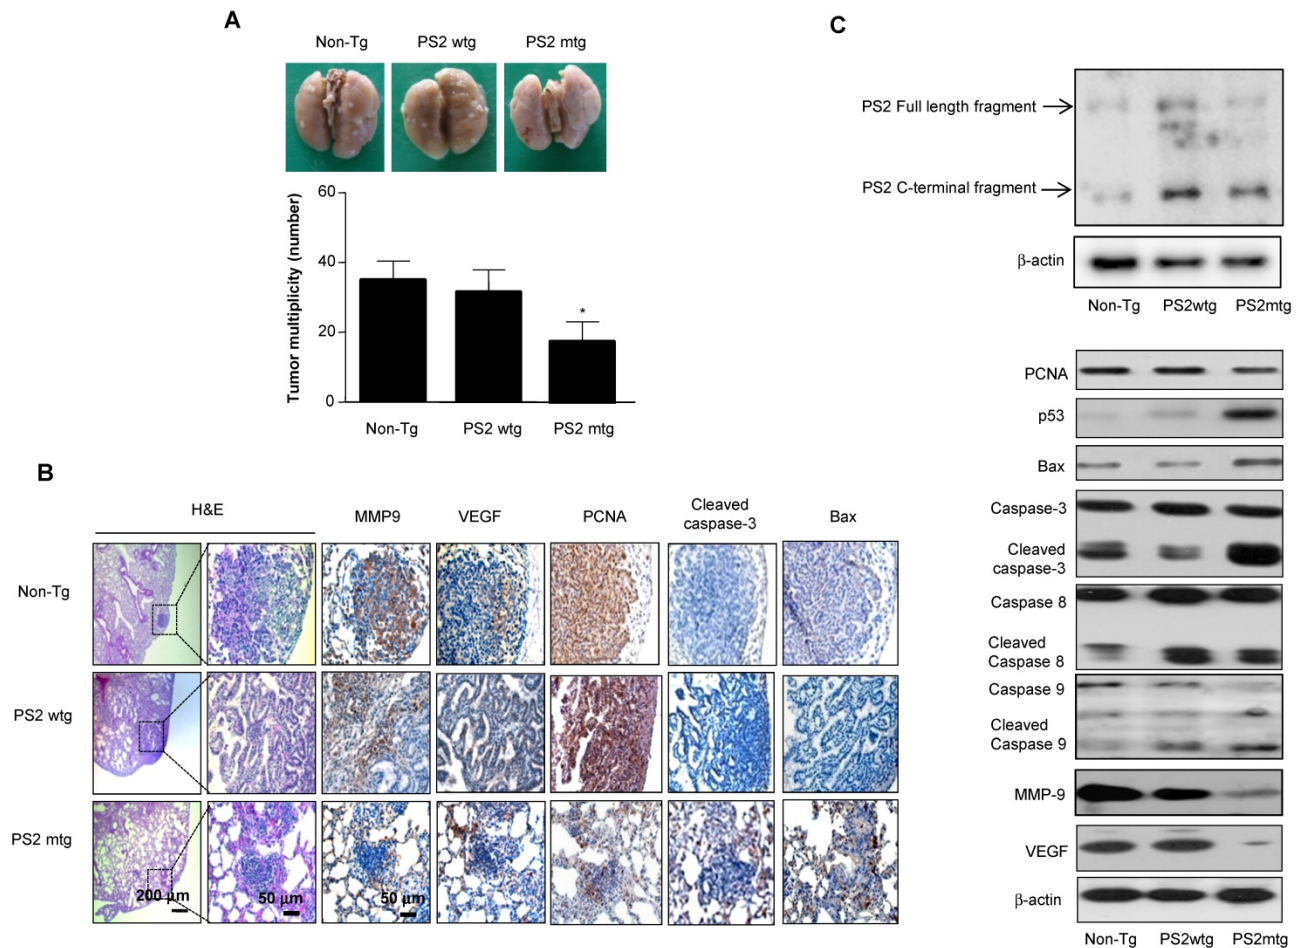 A
Non-Tg PS2 wtg PS2 mtg
Tumor multiplicity (number)
60
40
20
0
*
Non-Tg PS2 wtg PS2 mtg
B
H&E MMP9 VEGF PCNA Cleaved caspase-3 Bax
Non-Tg
PS2 wtg
PS2 mtg
200 μm
50 μm
50 μm
C
PS2 Full length fragment
PS2 C-terminal fragment
β-actin
Non-Tg PS2wtg PS2mtg
PCNA
p53
Bax
Caspase-3
Cleaved
caspase-3
Caspase 8
Cleaved
Caspase 8
Caspase 9
Cleaved
Caspase 9
MMP-9
VEGF
β-actin
Non-Tg PS2wtg PS2mtg